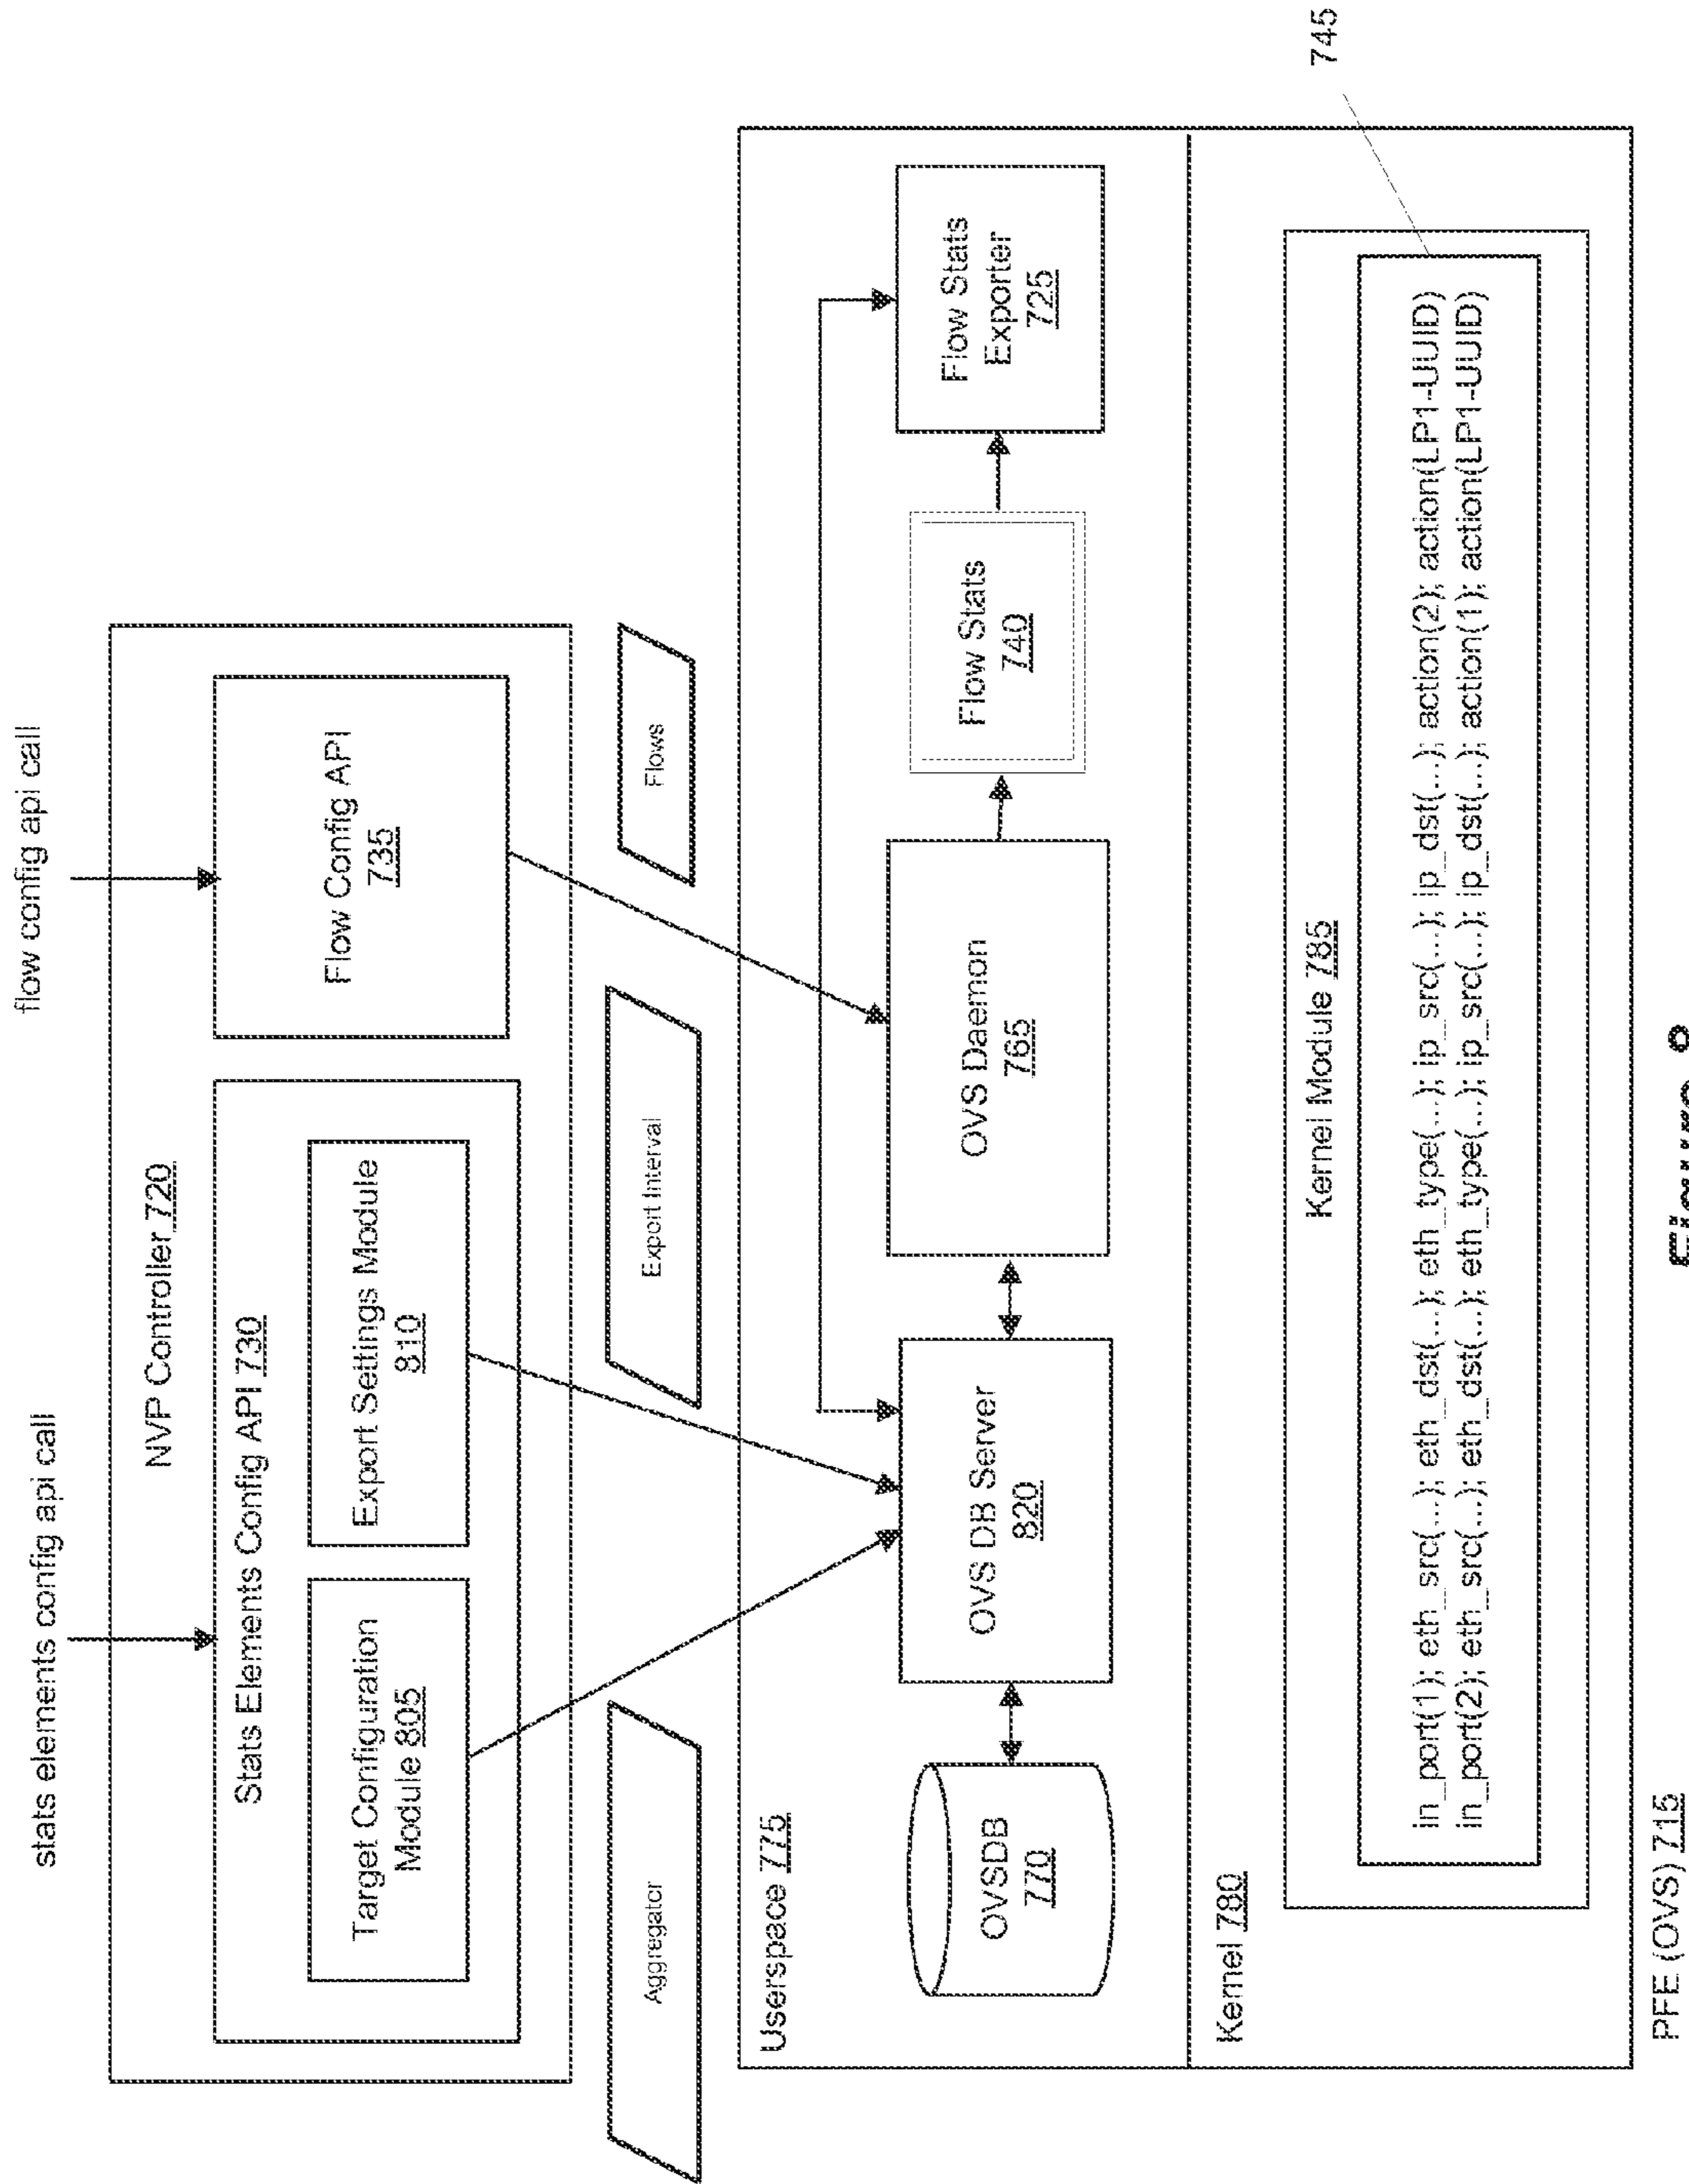 stats elements config api call
flow config api call
NVP Controller 720
Stats Elements Config API 730
Target Configuration
Module 805
Export Settings Module
810
Flow Config API
735
Aggregator
Export Interval
Flows
Userspace 775
OVSDB
770
OVS DB Server
820
OVS Daemon
765
Flow Stats
740
Flow Stats
Exporter
725
Kernel 780
Kernel Module 785
in_port(1); eth_src(...); eth_dst(...); eth_type(...); ip_src(...); ip_dst(...); action(2); action(LP1-UUID)
in_port(2); eth_src(...); eth_dst(...); eth_type(...); ip_src(...); ip_dst(...); action(1); action(LP1-UUID)
745
PFE (OVS) 715